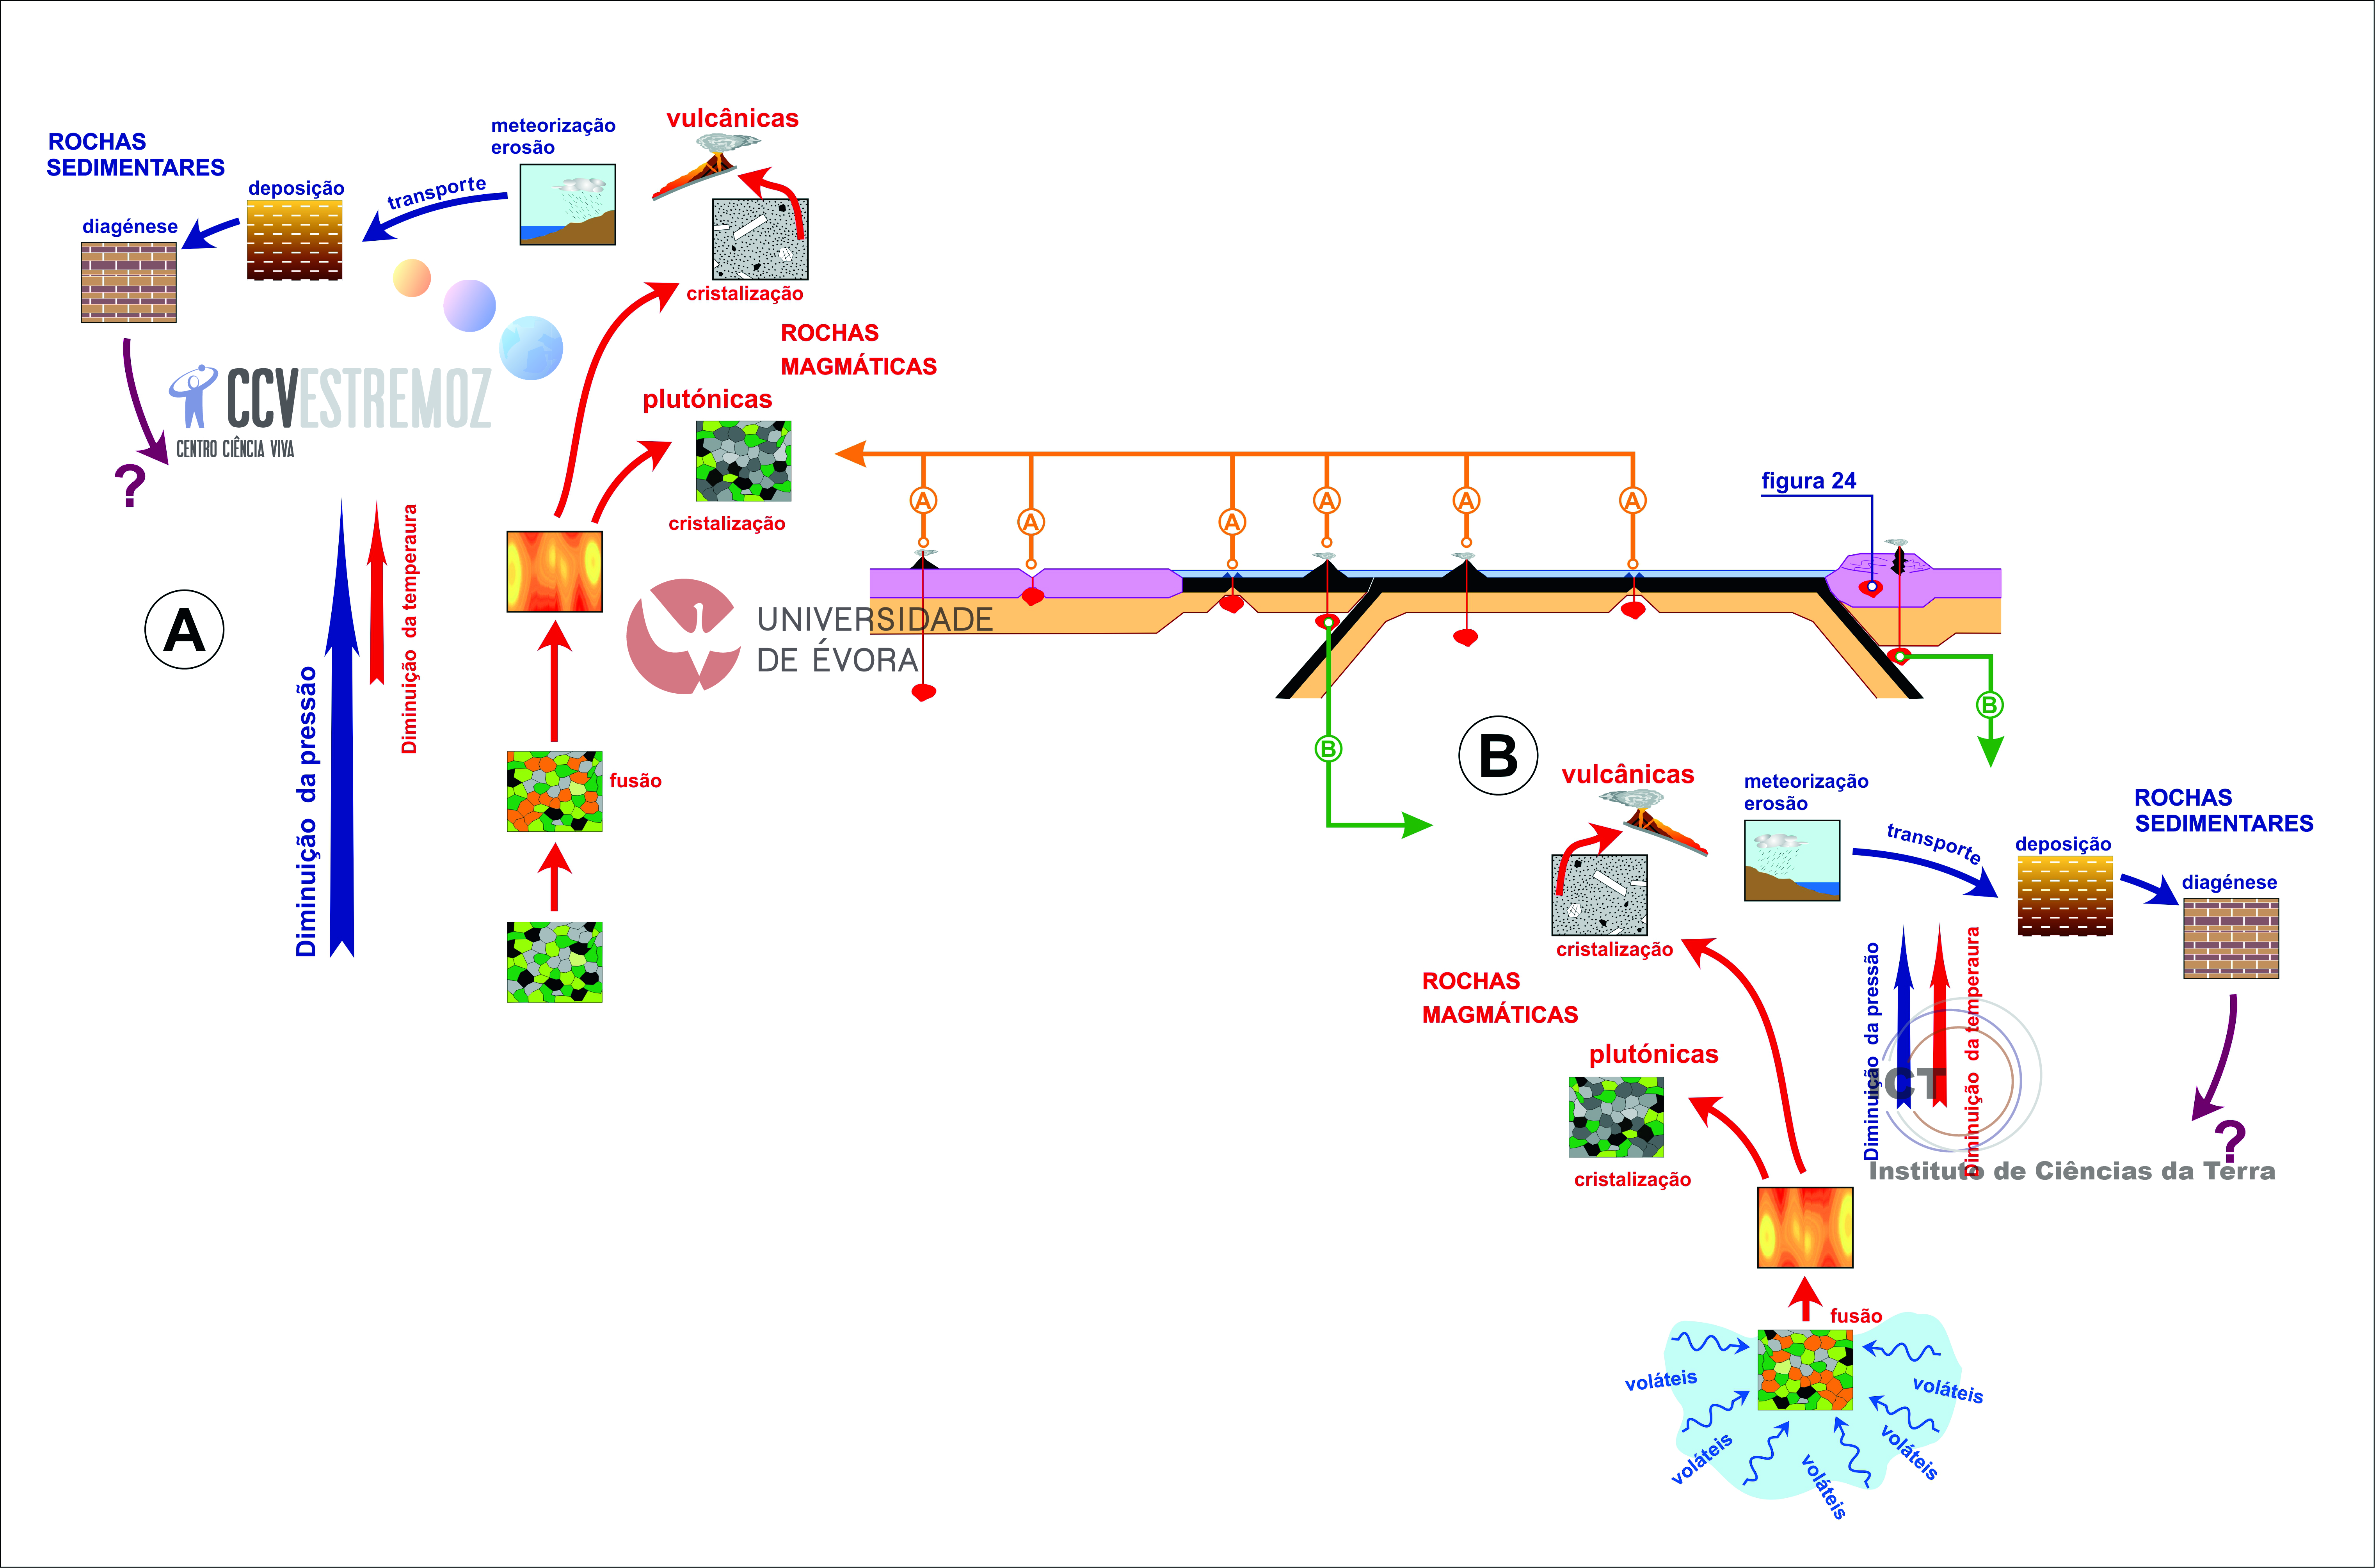 ROCHAS
SEDIMENTARES
deposição
diagénese
transporte
meteorização
erosão
vulcânicas
cristalização
ROCHAS
MAGMÁTICAS
plutónicas
cristalização
CCVESTREMOZ
CENTRO CIÊNCIA VIVA
?
A
Diminuição da pressão
Diminuição da temperaura
fusão
UNIVERSIDADE
DE ÉVORA
A
A
A
A
A
A
figura 24
B
B
B
vulcânicas
cristalização
meteorização
erosão
transporte
ROCHAS
SEDIMENTARES
deposição
diagénese
?
ROCHAS
MAGMÁTICAS
plutónicas
cristalização
Diminuição da pressão
Diminuição da temperaura
ICT
Instituto de Ciências da Terra
fusão
voláteis
voláteis
voláteis
voláteis
voláteis